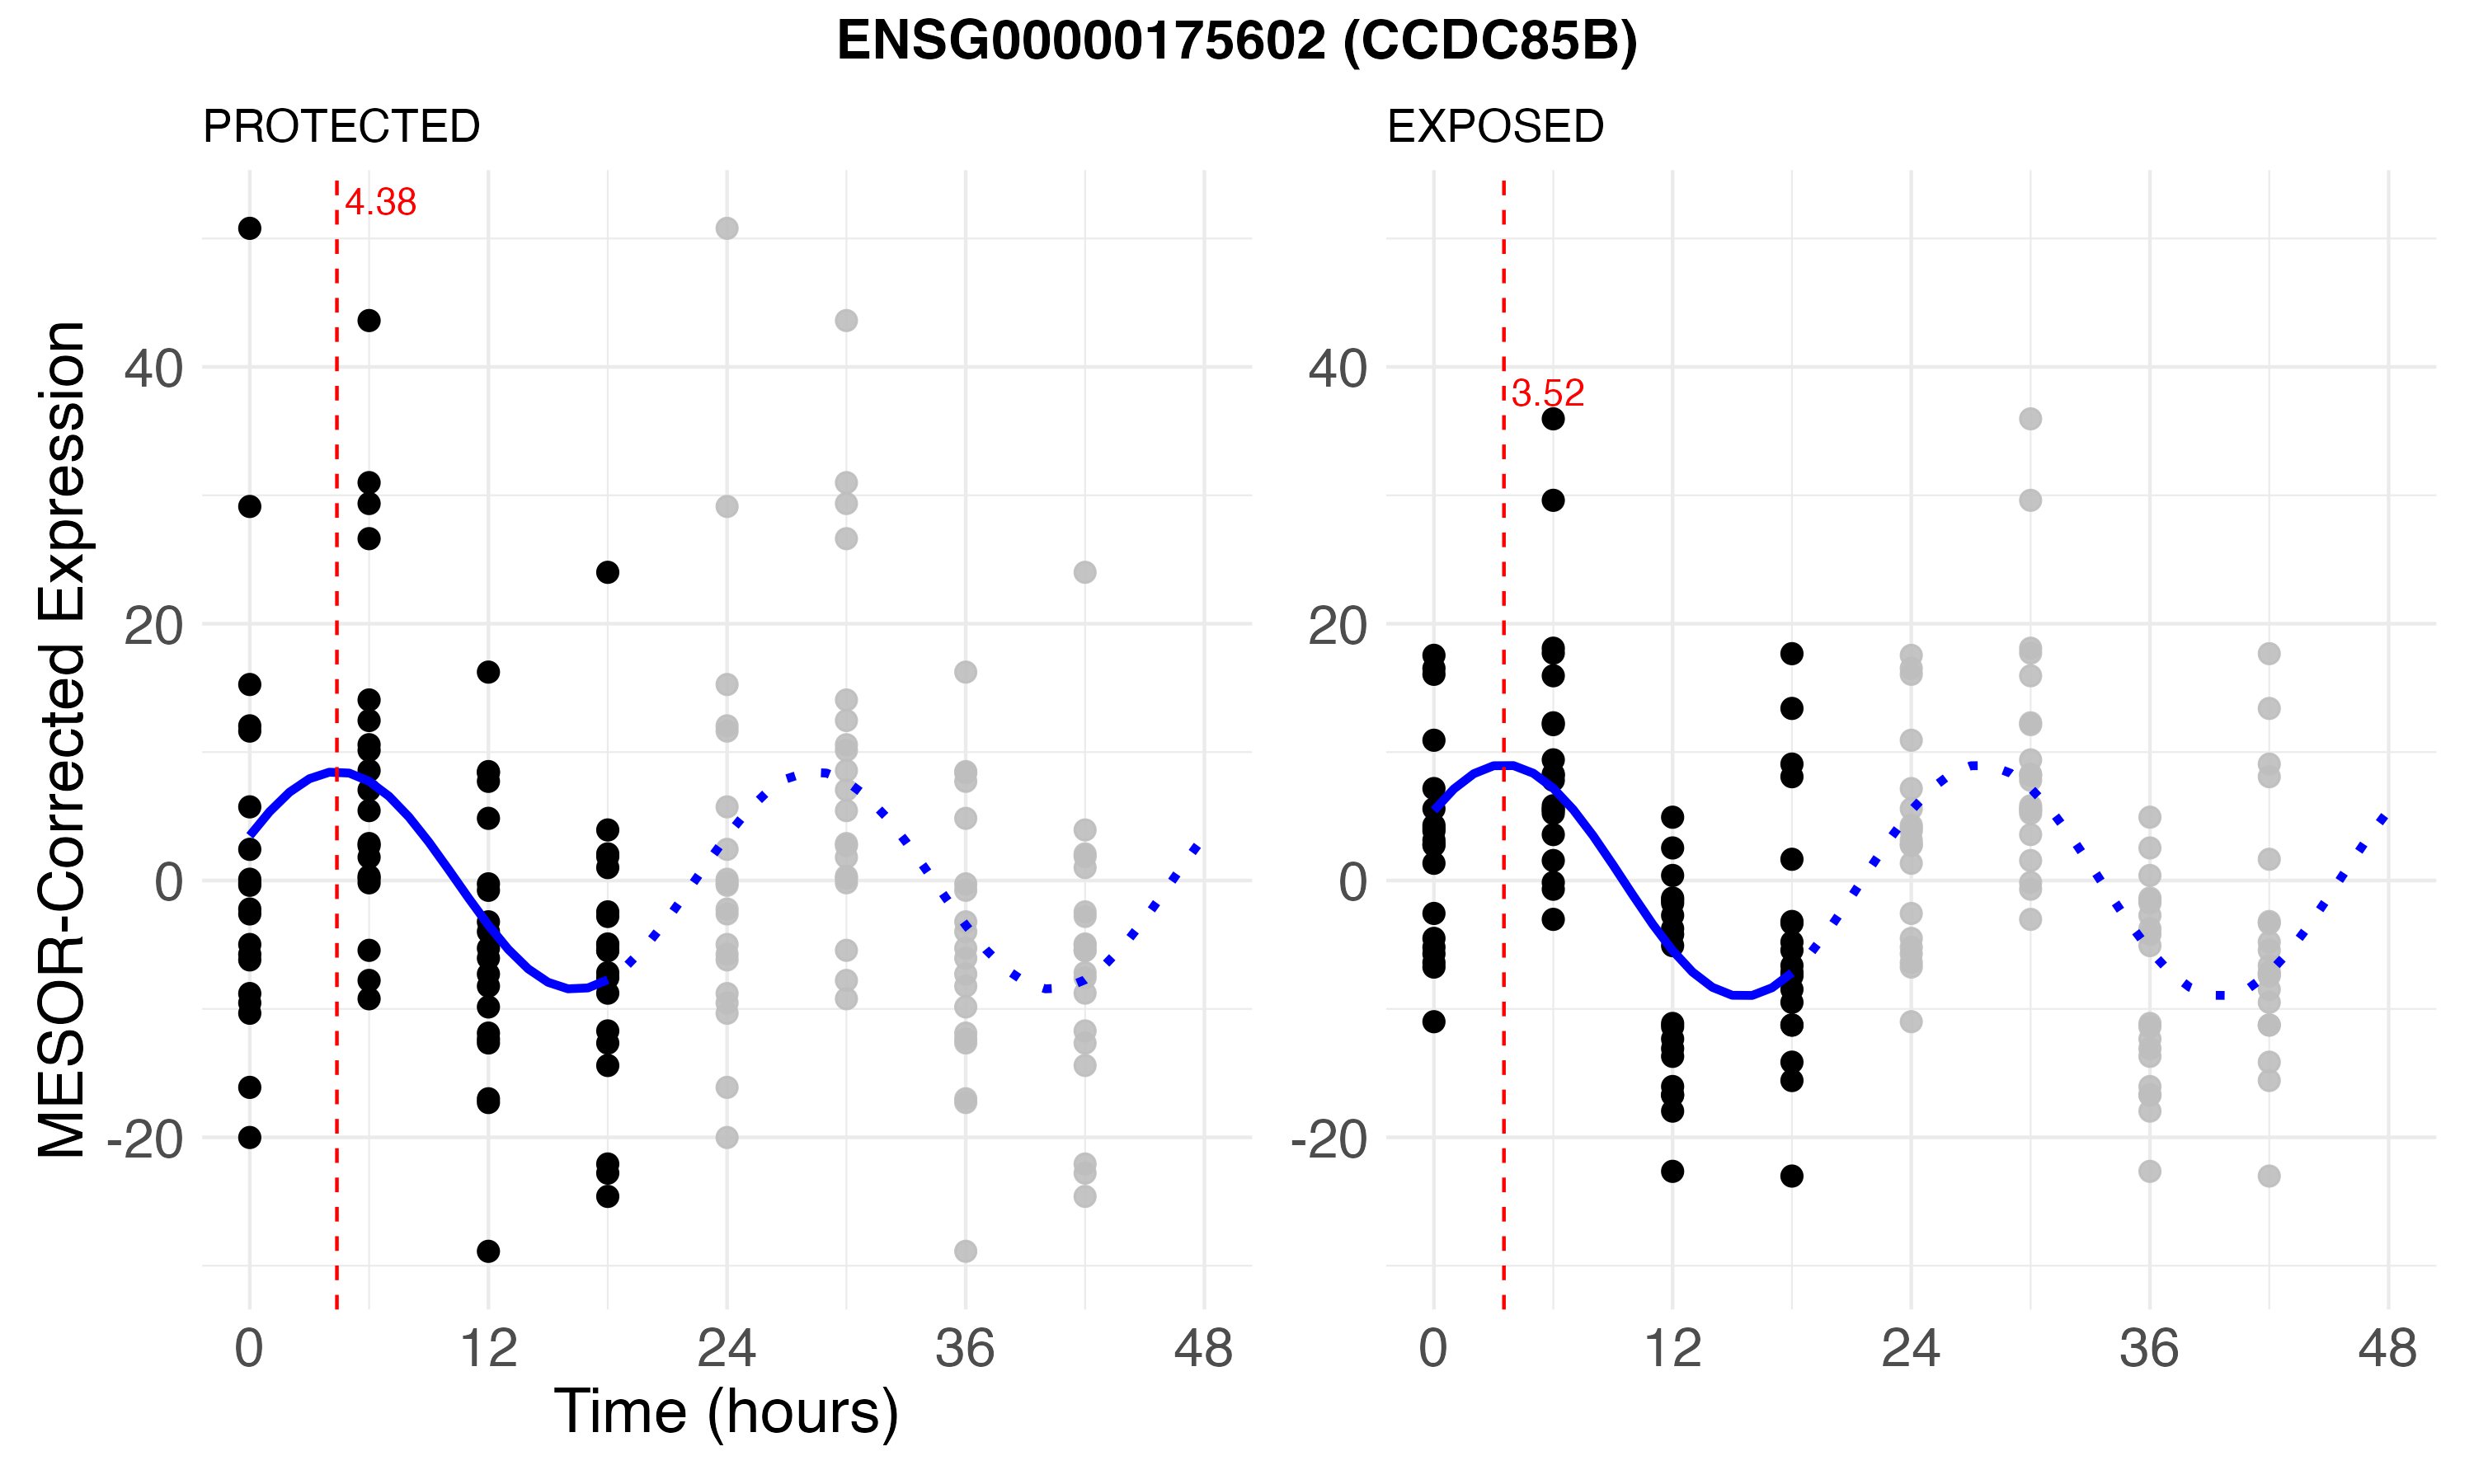 ENSG00000175602 (CCDC85B)
PROTECTED
EXPOSED
MESOR-Corrected Expression
4.38
40
20
0
-20
0 12 24 36 48
3.52
40
20
0
-20
0 12 24 36 48
Time (hours)